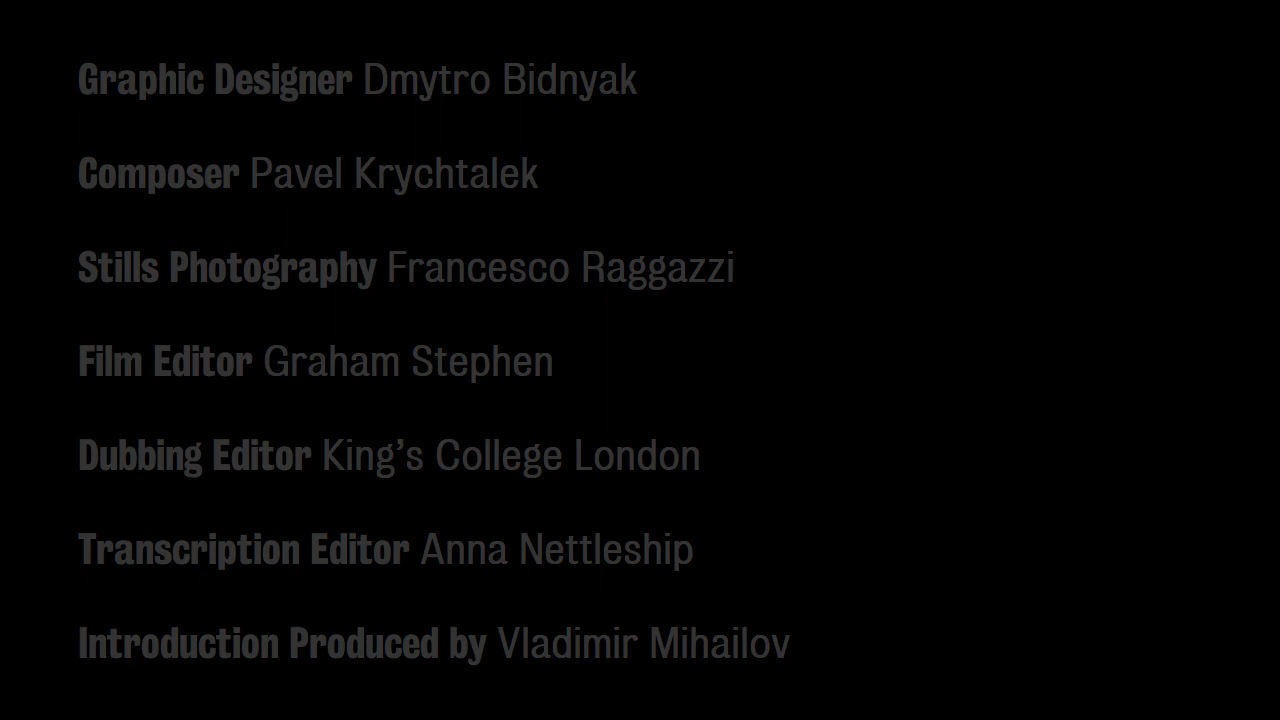 Graphic Designer Dmytro Bidnyak
Composer Pavel Krychtalek
Stills Photography Francesco Raggazzi
Film Editor Graham Stephen
Dubbing Editor King’s College London
Transcription Editor Anna Nettleship
Introduction Produced by Vladimir Mihailov